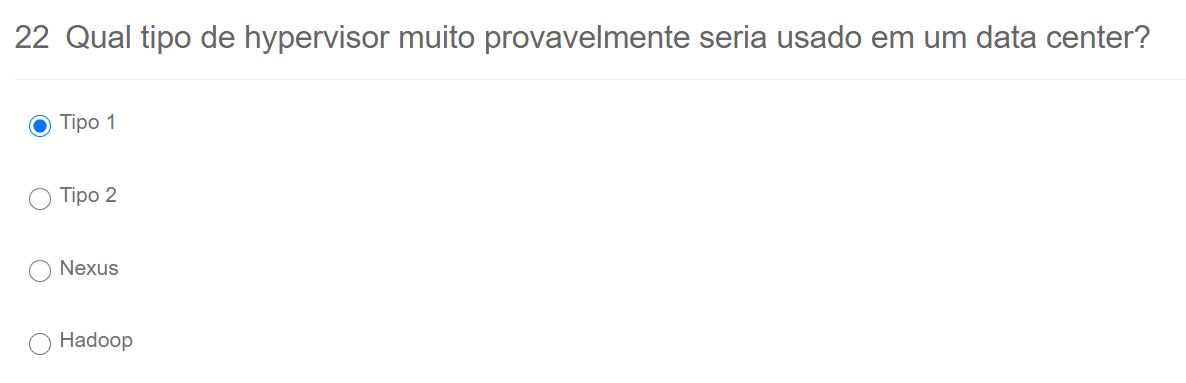 22 Qual tipo de hypervisor muito provavelmente seria usado em um data center?
Tipo 1
Tipo 2
Nexus
Hadoop